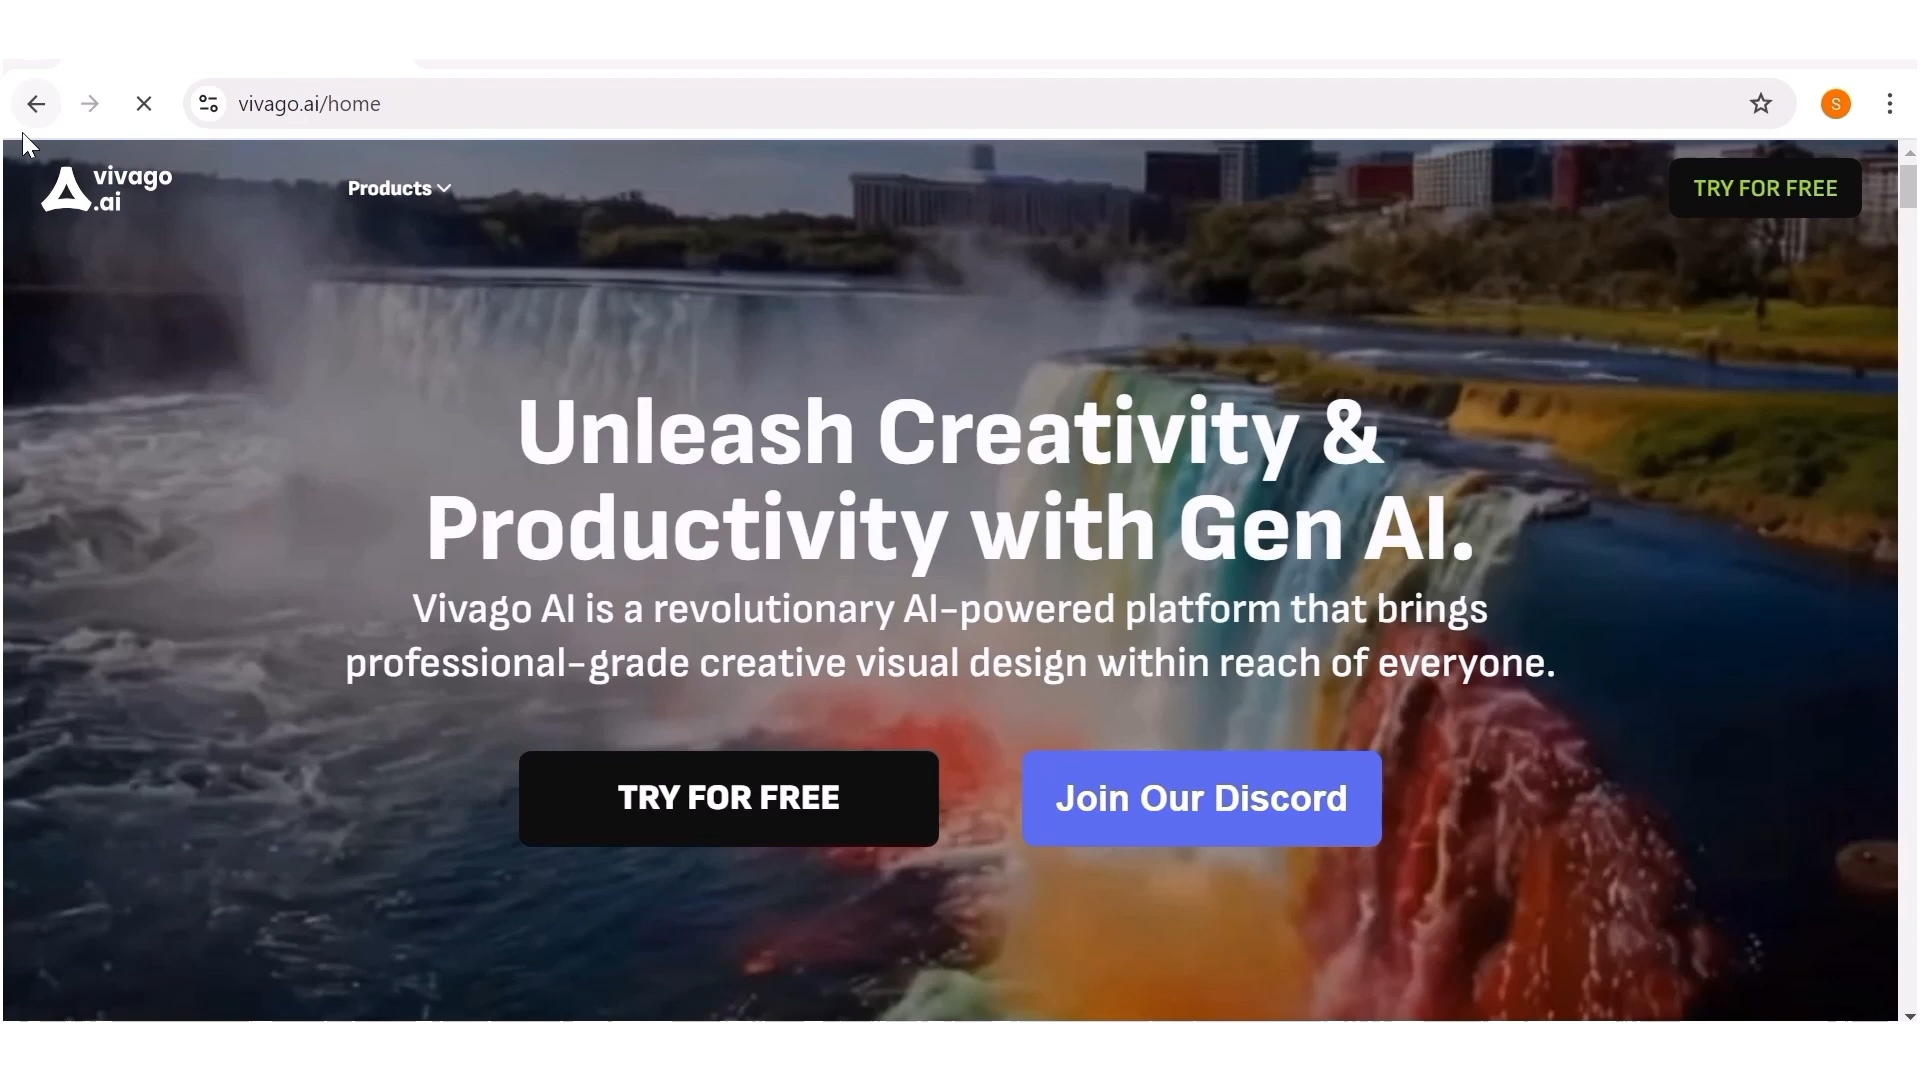 vivago.ai/home
S
vivago
.ai
Products
TRY FOR FREE
Unleash Creativity &
Productivity with Gen AI.
Vivago AI is a revolutionary AI-powered platform that brings
professional-grade creative visual design within reach of everyone.
TRY FOR FREE
Join Our Discord